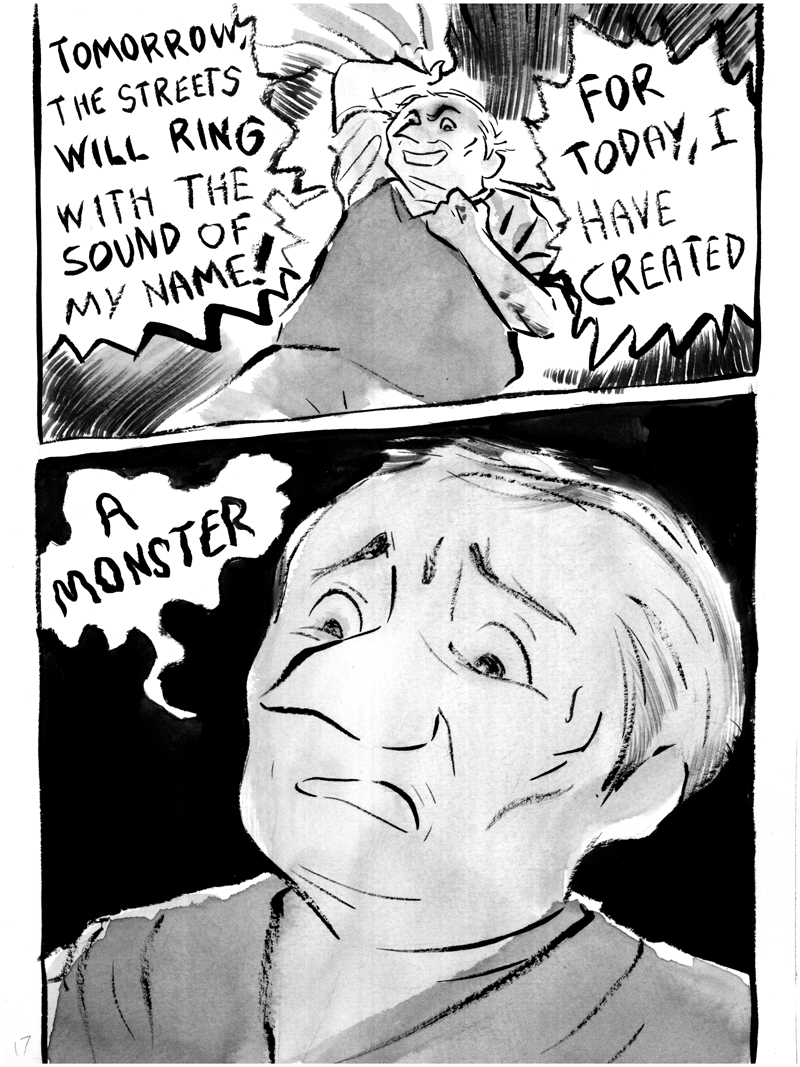 TOMORROW,
THE STREETS
WILL RING
WITH THE
SOUND OF
MY NAME!
FOR
TODAY, I
HAVE
CREATED
A
MONSTER
17